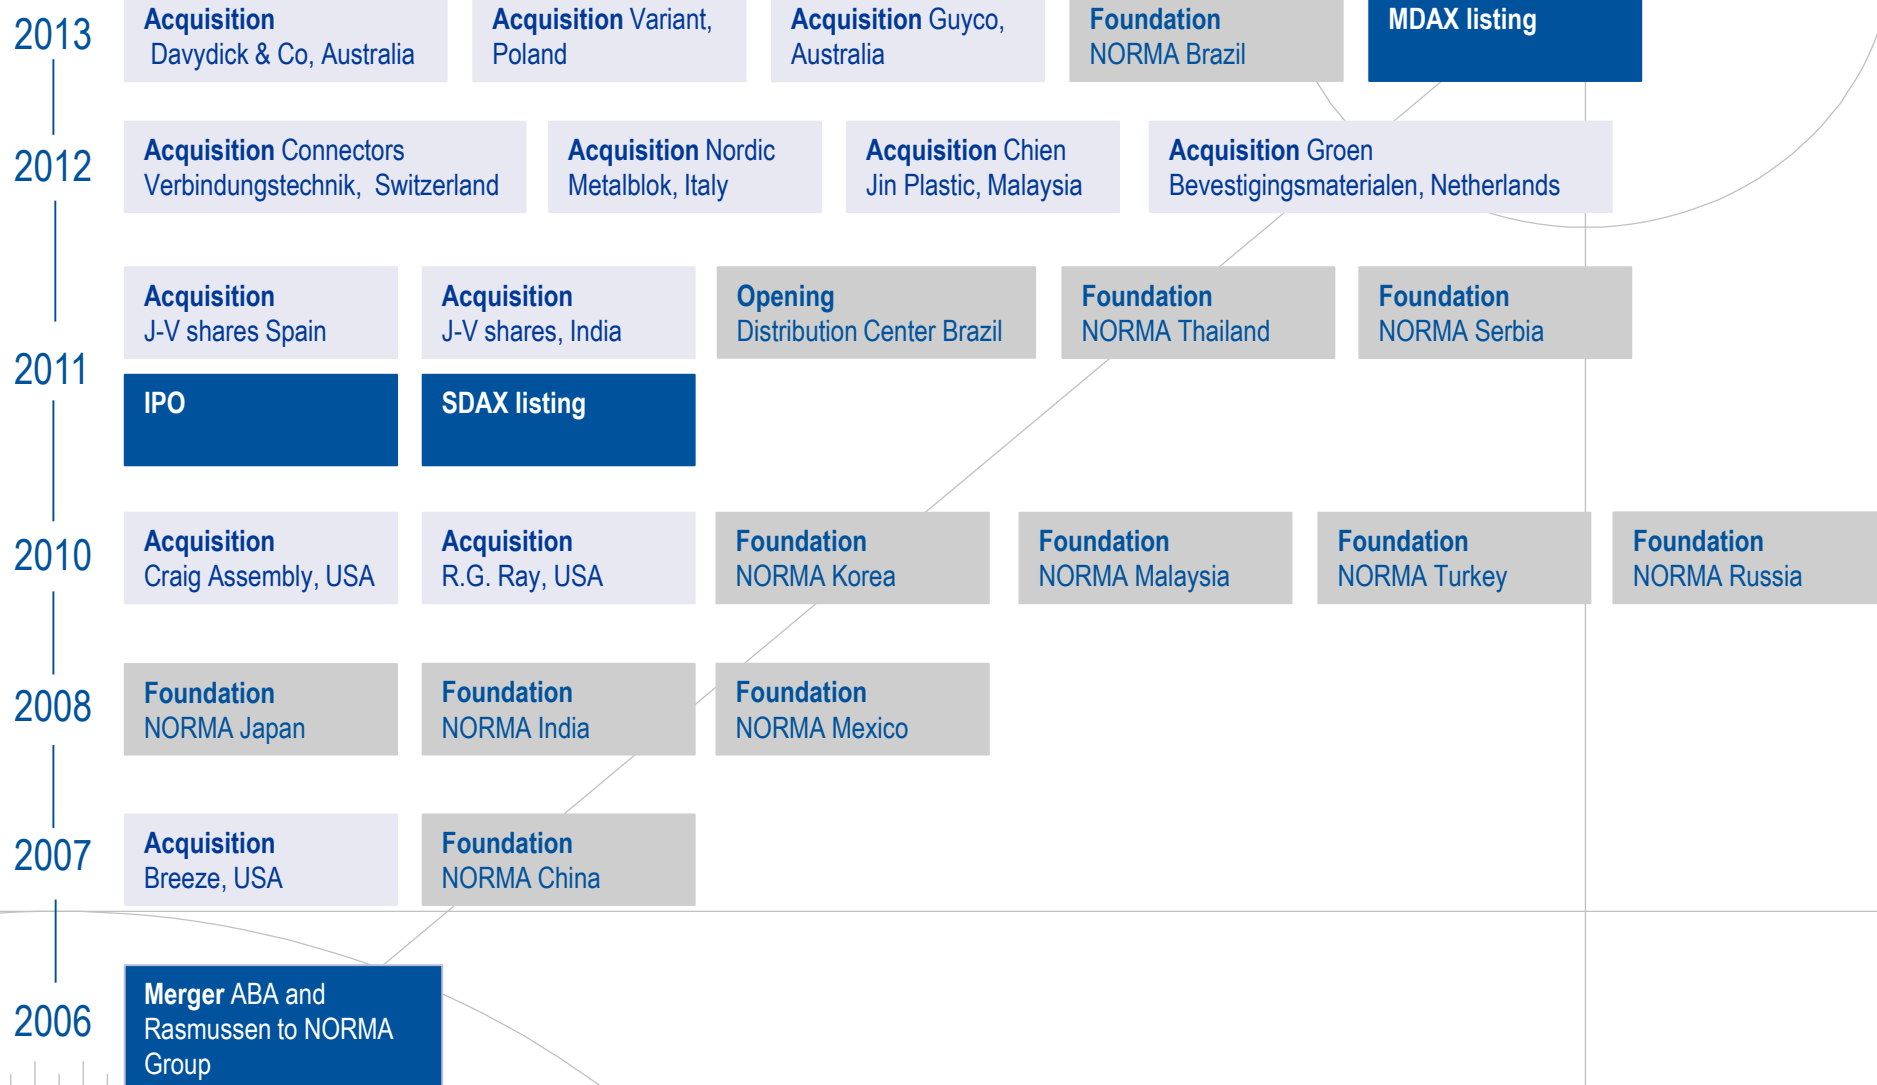 2013
Acquisition
Davydick & Co, Australia
Acquisition Variant,
Poland
Acquisition Guyco,
Australia
Foundation
NORMA Brazil
MDAX listing
2012
Acquisition Connectors
Verbindungstechnik, Switzerland
Acquisition Nordic
Metalblok, Italy
Acquisition Chien
Jin Plastic, Malaysia
Acquisition Groen
Bevestigingsmaterialen, Netherlands
2011
Acquisition
J-V shares Spain
Acquisition
J-V shares, India
Opening
Distribution Center Brazil
Foundation
NORMA Thailand
Foundation
NORMA Serbia
IPO
SDAX listing
2010
Acquisition
Craig Assembly, USA
Acquisition
R.G. Ray, USA
Foundation
NORMA Korea
Foundation
NORMA Malaysia
Foundation
NORMA Turkey
Foundation
NORMA Russia
2008
Foundation
NORMA Japan
Foundation
NORMA India
Foundation
NORMA Mexico
2007
Acquisition
Breeze, USA
Foundation
NORMA China
2006
Merger ABA and
Rasmussen to NORMA
Group